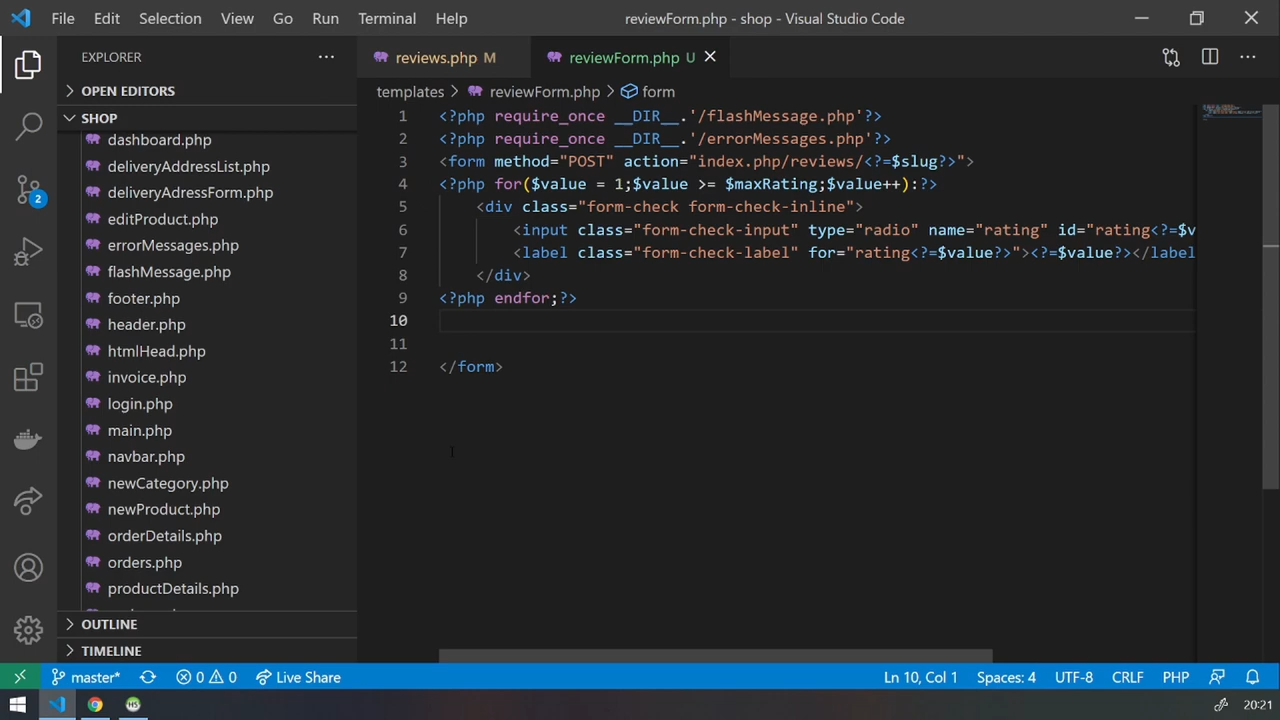 File Edit Selection View Go Run Terminal Help reviewForm.php - shop - Visual Studio Code
EXPLORER
OPEN EDITORS
SHOP
dashboard.php
deliveryAddressList.php
deliveryAdressForm.php
editProduct.php
errorMessages.php
flashMessage.php
footer.php
header.php
htmlHead.php
invoice.php
login.php
main.php
navbar.php
newCategory.php
newProduct.php
orderDetails.php
orders.php
productDetails.php
OUTLINE
TIMELINE
2
reviews.php M reviewForm.php U
templates > reviewForm.php > form
1 <?php require_once __DIR__.'/flashMessage.php'?>
2 <?php require_once __DIR__.'/errorMessages.php'?>
3 <form method="POST" action="index.php/reviews/<?=$slug?>">
4 <?php for($value = 1;$value >= $maxRating;$value++):?>
5 <div class="form-check form-check-inline">
6 <input class="form-check-input" type="radio" name="rating" id="rating<?=$v
7 <label class="form-check-label" for="rating<?=$value?>"><?=$value?></label
8 </div>
9 <?php endfor;?>
10
11
12 </form>
master* 0 0 Live Share Ln 10, Col 1 Spaces: 4 UTF-8 CRLF PHP
20:21